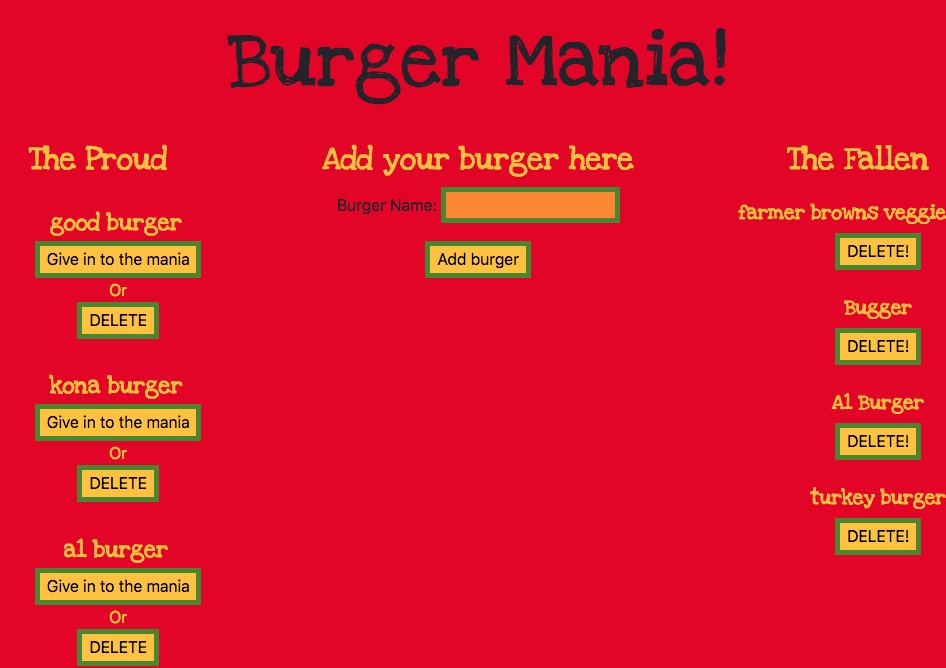 Burger Mania!
The Proud
good burger
Give in to the mania
Or
DELETE
kona burger
Give in to the mania
Or
DELETE
a1 burger
Give in to the mania
Or
DELETE
Add your burger here
Burger Name:
Add burger
The Fallen
farmer browns veggie
DELETE!
Bugger
DELETE!
A1 Burger
DELETE!
turkey burger
DELETE!